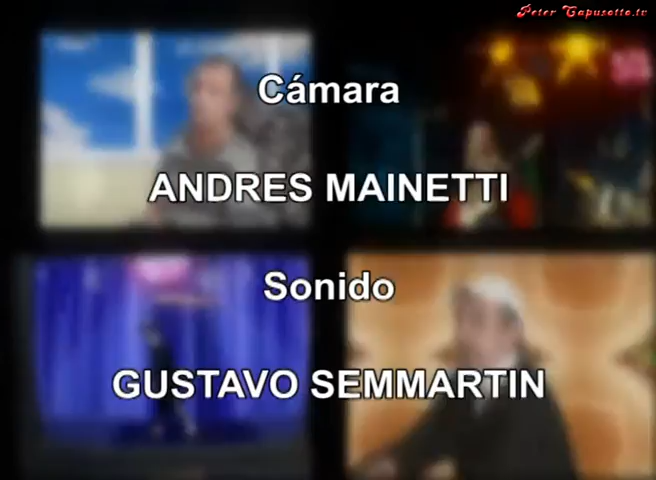 Peter Capusotto.tv
Cámara
ANDRES MAINETTI
Sonido
GUSTAVO SEMMARTIN